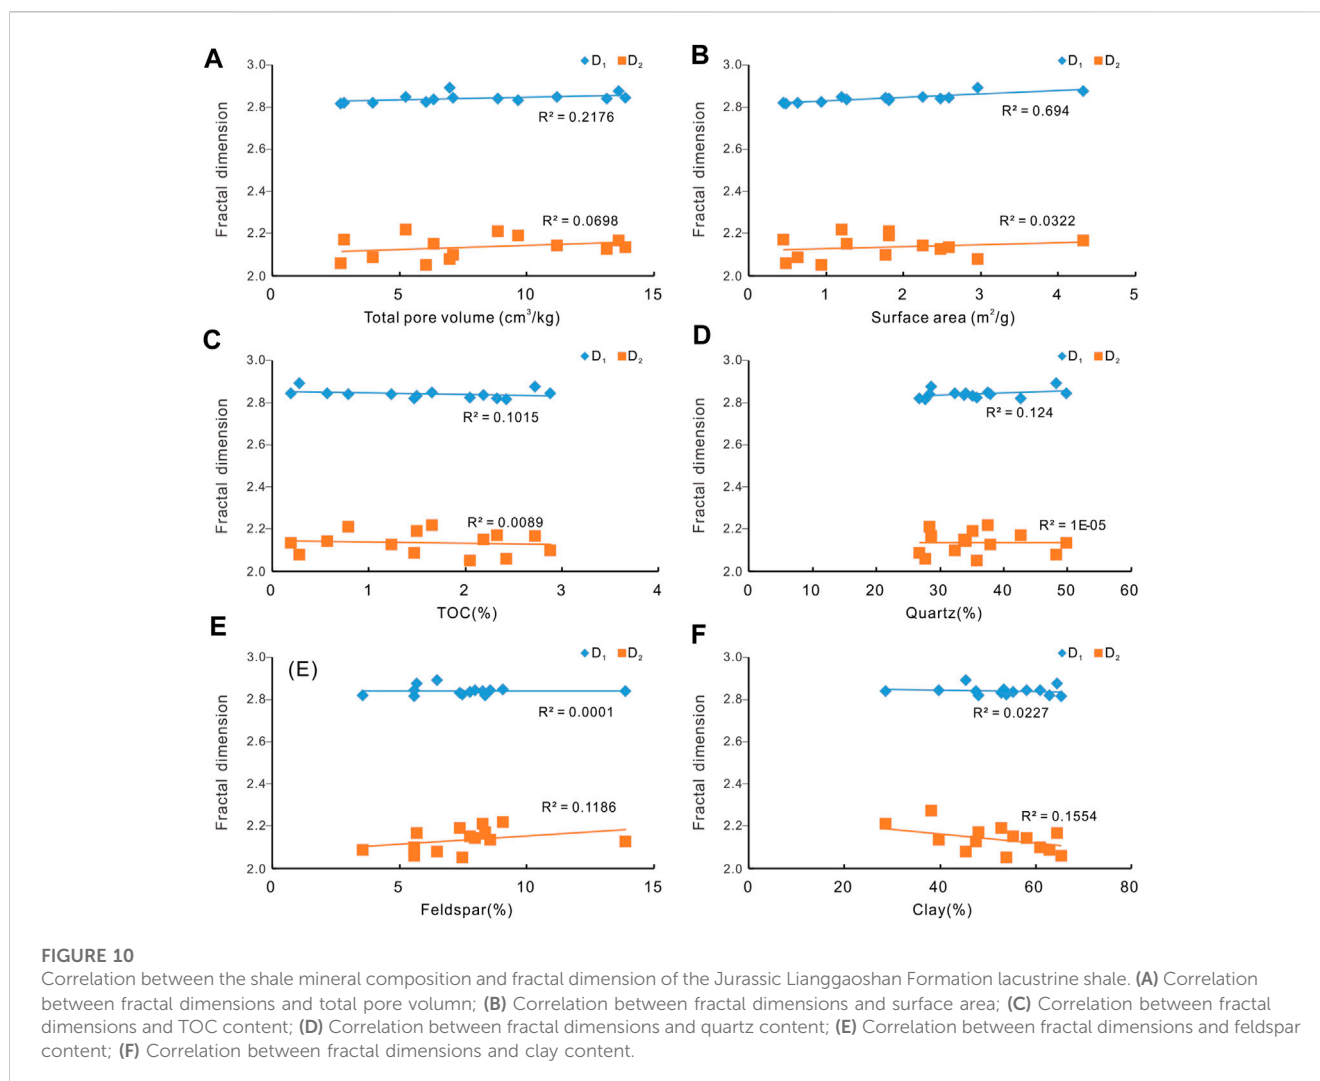 A
3.0
2.8
2.6
2.4
2.2
2.0
Fractal dimension
D₁ D₂
R² = 0.2176
R² = 0.0698
0 5 10 15
Total pore volume (cm³/kg)
B
3.0
2.8
2.6
2.4
2.2
2.0
Fractal dimension
D₁ D₂
R² = 0.694
R² = 0.0322
0 1 2 3 4 5
Surface area (m²/g)
C
3.0
2.8
2.6
2.4
2.2
2.0
Fractal dimension
D₁ D₂
R² = 0.1015
R² = 0.0089
0 1 2 3 4
TOC(%)
D
3.0
2.8
2.6
2.4
2.2
2.0
Fractal dimension
D₁ D₂
R² = 0.124
R² = 1E-05
0 10 20 30 40 50 60
Quartz(%)
E
(E)
3.0
2.8
2.6
2.4
2.2
2.0
Fractal dimension
D₁ D₂
R² = 0.0001
R² = 0.1186
0 5 10 15
Feldspar(%)
F
3.0
2.8
2.6
2.4
2.2
2.0
Fractal dimension
D₁ D₂
R² = 0.0227
R² = 0.1554
0 20 40 60 80
Clay(%)
FIGURE 10
Correlation between the shale mineral composition and fractal dimension of the Jurassic Lianggaoshan Formation lacustrine shale. (A) Correlation
between fractal dimensions and total pore volumn; (B) Correlation between fractal dimensions and surface area; (C) Correlation between fractal
dimensions and TOC content; (D) Correlation between fractal dimensions and quartz content; (E) Correlation between fractal dimensions and feldspar
content; (F) Correlation between fractal dimensions and clay content.